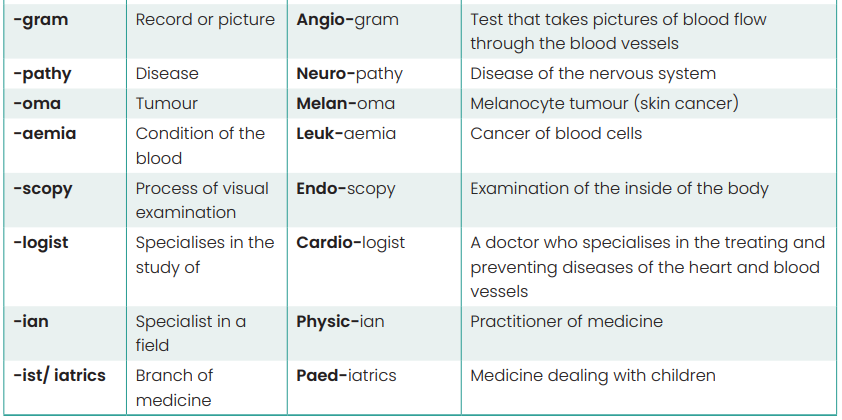 -gram Record or picture Angio-gram Test that takes pictures of blood flow
through the blood vessels
-pathy Disease Neuro-pathy Disease of the nervous system
-oma Tumour Melan-oma Melanocyte tumour (skin cancer)
-aemia Condition of the Leuk-aemia Cancer of blood cells
blood
-scopy Process of visual Endo-scopy Examination of the inside of the body
examination
-logist Specialises in the Cardio-logist A doctor who specialises in the treating and
study of preventing diseases of the heart and blood
vessels
-ian Specialist in a Physic-ian Practitioner of medicine
field
-ist/ iatrics Branch of Paed-iatrics Medicine dealing with children
medicine